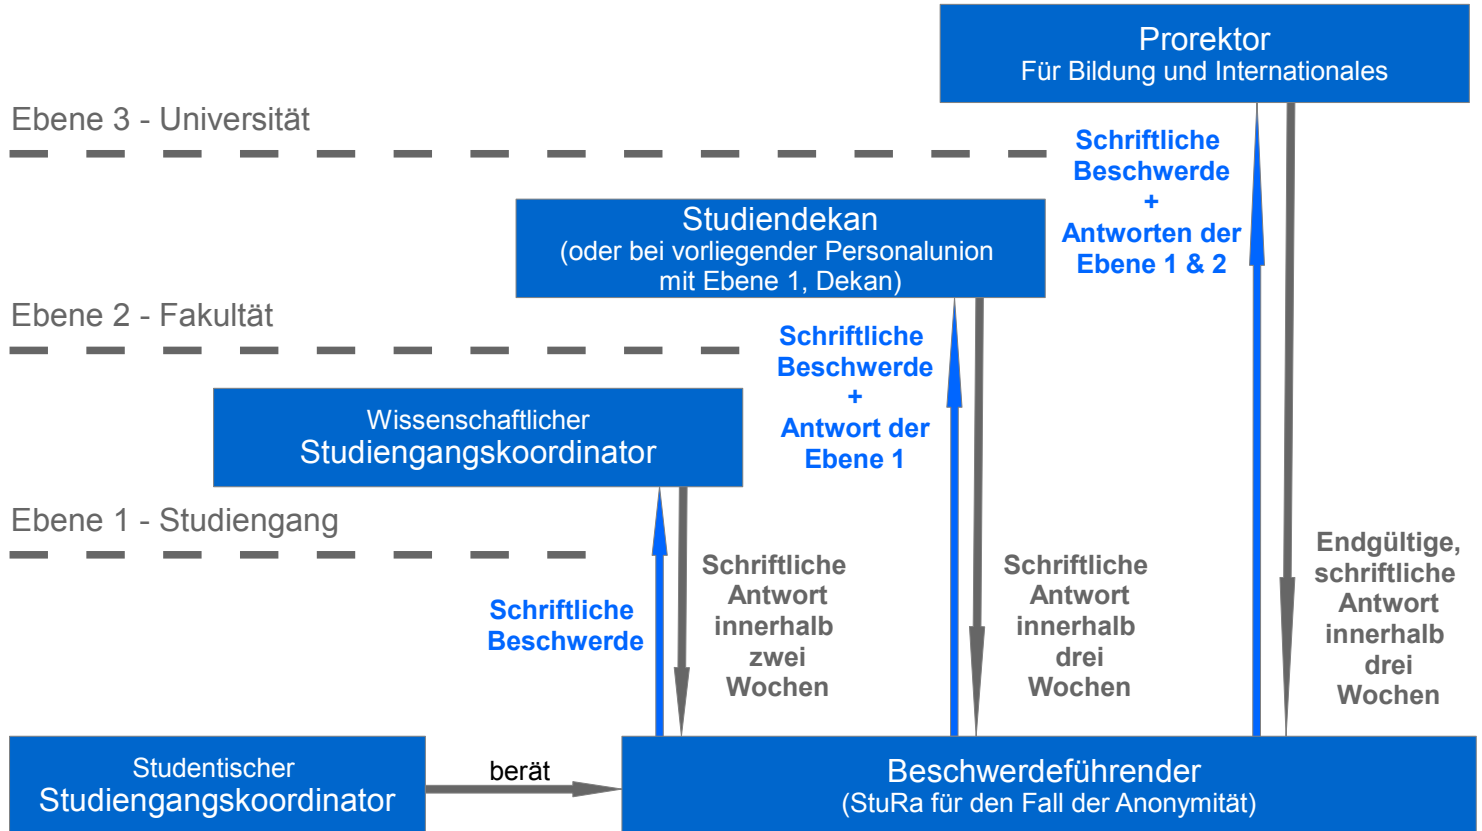 Prorektor
Für Bildung und Internationales
Ebene 3 - Universität
Schriftliche
Beschwerde
+
Antworten der
Ebene 1 & 2
Studiendekan
(oder bei vorliegender Personalunion
mit Ebene 1, Dekan)
Ebene 2 - Fakultät
Schriftliche
Beschwerde
+
Antwort der
Ebene 1
Wissenschaftlicher
Studiengangskoordinator
Ebene 1 - Studiengang
Schriftliche
Beschwerde
Schriftliche
Antwort
innerhalb
zwei
Wochen
Schriftliche
Antwort
innerhalb
drei
Wochen
Endgültige,
schriftliche
Antwort
innerhalb
drei
Wochen
Studentischer
Studiengangskoordinator
berät
Beschwerdeführender
(StuRa für den Fall der Anonymität)